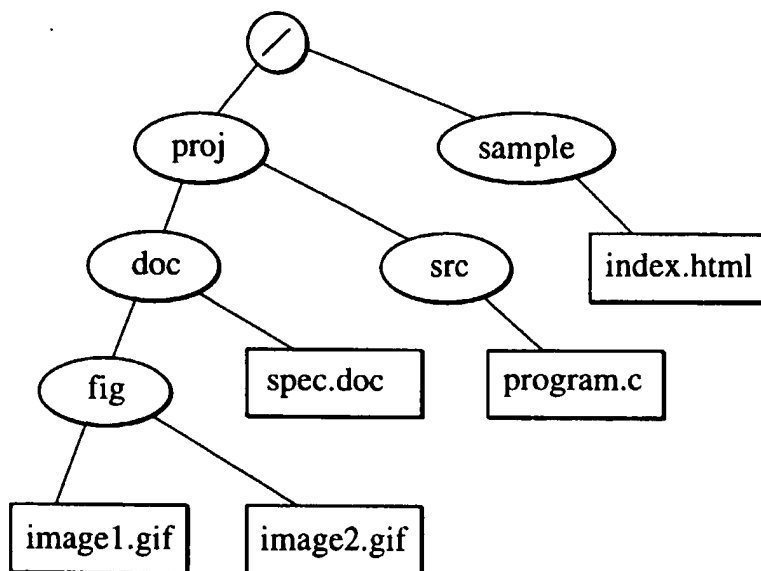 /
proj
sample
doc
src
index.html
fig
spec.doc
program.c
image1.gif
image2.gif